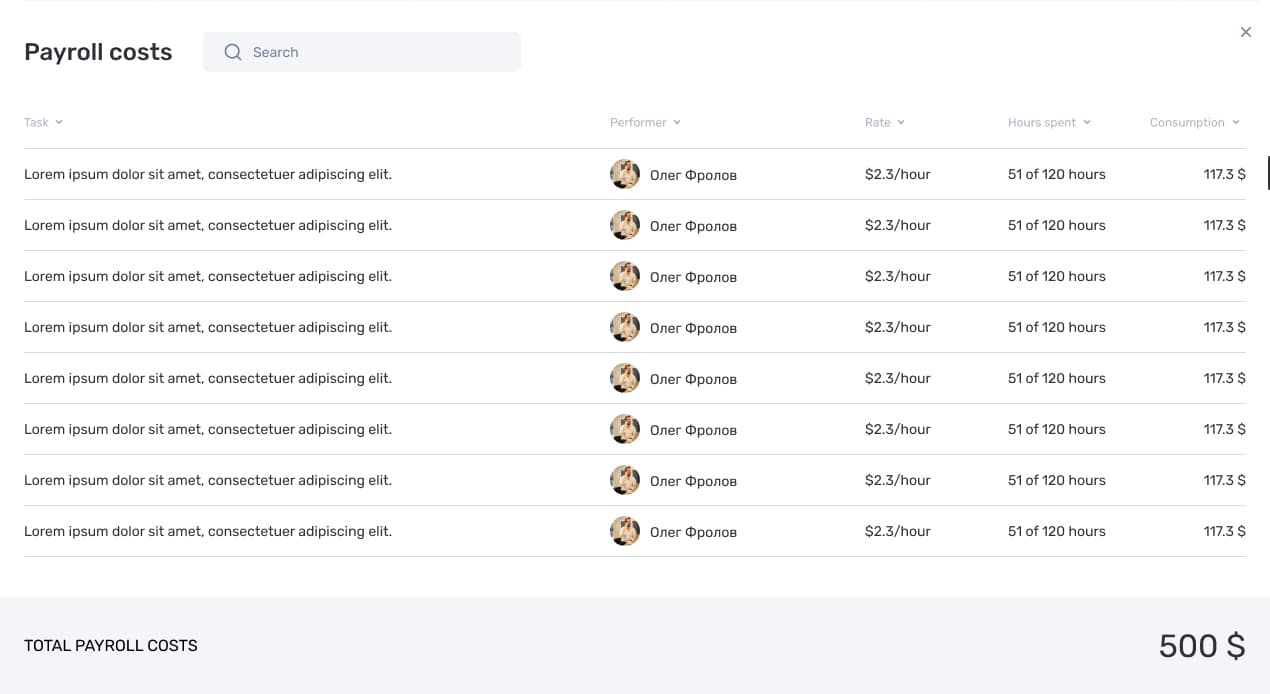 Payroll costs
Search
Task Performer Rate Hours spent Consumption
Lorem ipsum dolor sit amet, consectetuer adipiscing elit. Олег Фролов $2.3/hour 51 of 120 hours 117.3 $
Lorem ipsum dolor sit amet, consectetuer adipiscing elit. Олег Фролов $2.3/hour 51 of 120 hours 117.3 $
Lorem ipsum dolor sit amet, consectetuer adipiscing elit. Олег Фролов $2.3/hour 51 of 120 hours 117.3 $
Lorem ipsum dolor sit amet, consectetuer adipiscing elit. Олег Фролов $2.3/hour 51 of 120 hours 117.3 $
Lorem ipsum dolor sit amet, consectetuer adipiscing elit. Олег Фролов $2.3/hour 51 of 120 hours 117.3 $
Lorem ipsum dolor sit amet, consectetuer adipiscing elit. Олег Фролов $2.3/hour 51 of 120 hours 117.3 $
Lorem ipsum dolor sit amet, consectetuer adipiscing elit. Олег Фролов $2.3/hour 51 of 120 hours 117.3 $
Lorem ipsum dolor sit amet, consectetuer adipiscing elit. Олег Фролов $2.3/hour 51 of 120 hours 117.3 $
TOTAL PAYROLL COSTS 500 $